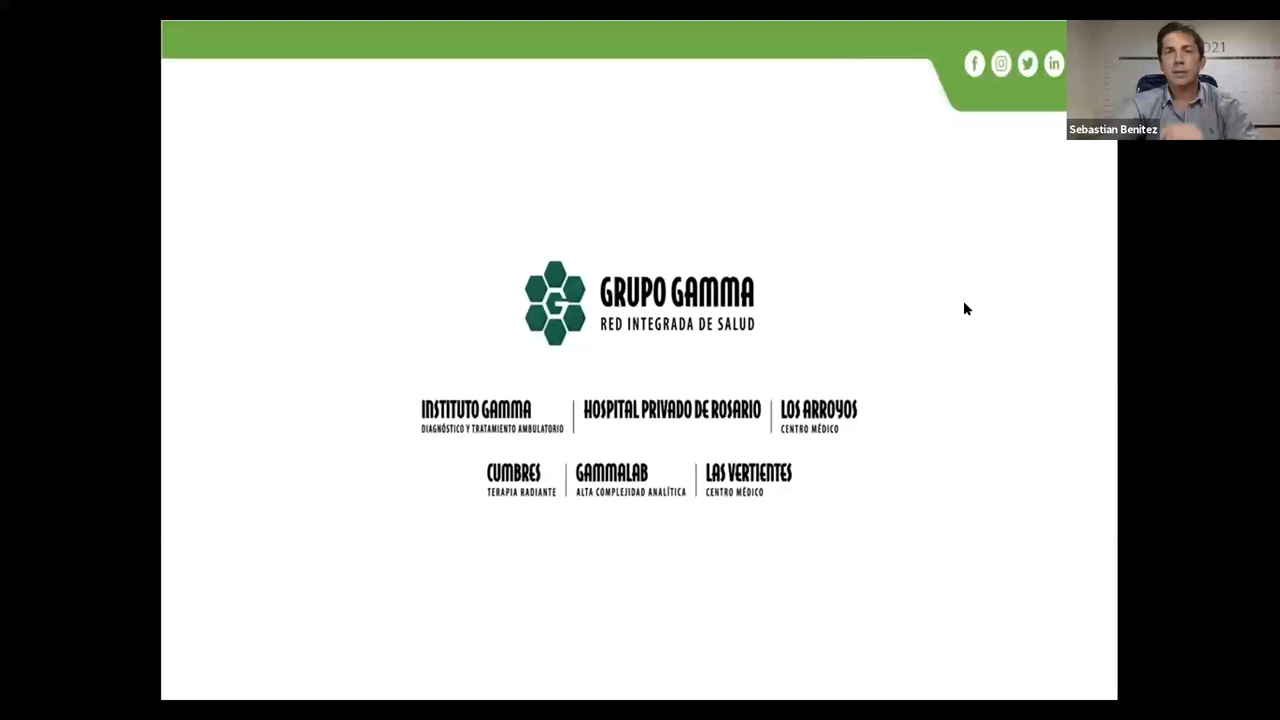 2021
Sebastian Benitez
G
GRUPO GAMMA
RED INTEGRADA DE SALUD
INSTITUTO GAMMA
DIAGNÓSTICO Y TRATAMIENTO AMBULATORIO
HOSPITAL PRIVADO DE ROSARIO
LOS ARROYOS
CENTRO MÉDICO
CUMBRES
TERAPIA RADIANTE
GAMMALAB
ALTA COMPLEJIDAD ANALÍTICA
LAS VERTIENTES
CENTRO MÉDICO